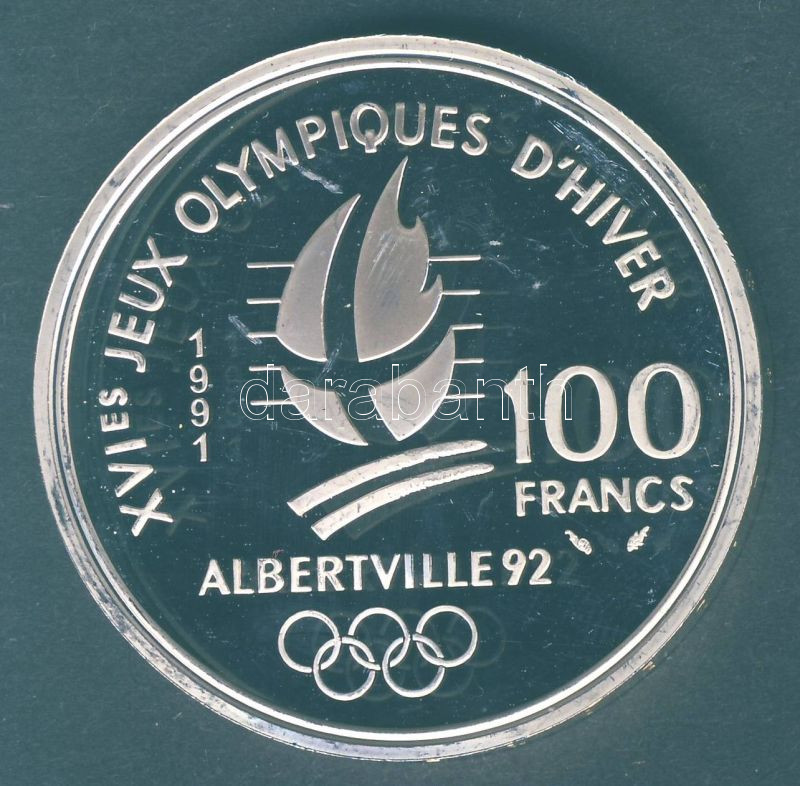 XVIES JEUX OLYMPIQUES D'HIVER
1991
100
FRANCS
ALBERTVILLE 92
darabanth